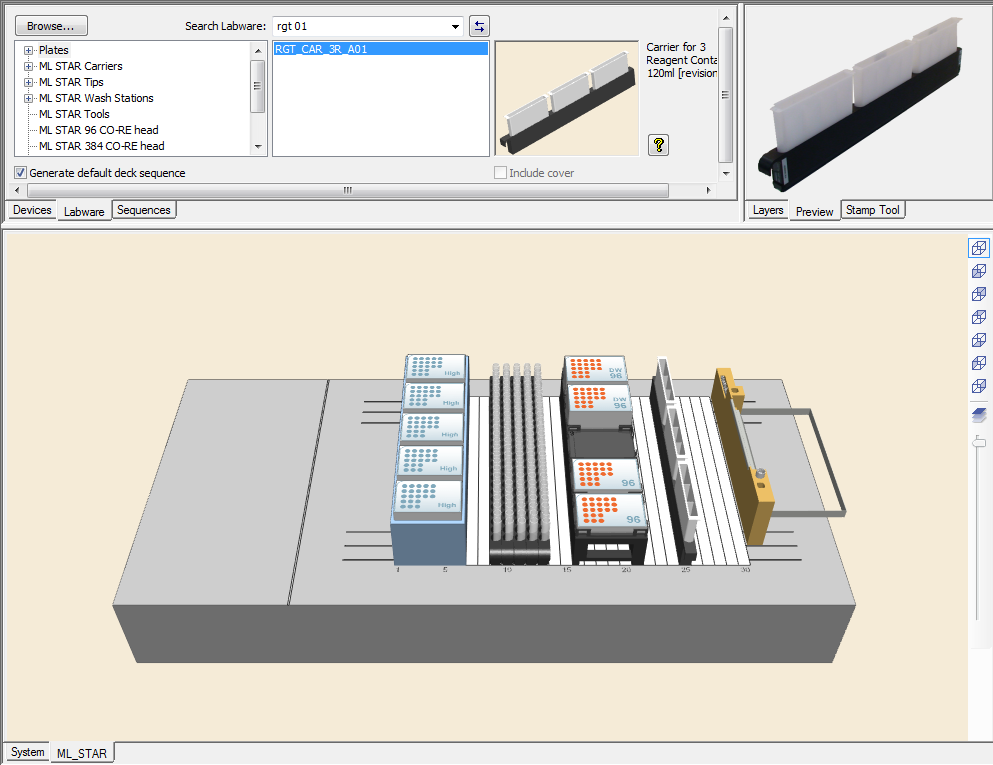 Browse...
Search Labware:
rgt 01
Plates
ML STAR Carriers
ML STAR Tips
ML STAR Wash Stations
ML STAR Tools
ML STAR 96 CO-RE head
ML STAR 384 CO-RE head
RGT_CAR_3R_A01
Carrier for 3
Reagent Conta
120ml [revision
?
Generate default deck sequence
Include cover
Devices
Labware
Sequences
Layers
Preview
Stamp Tool
High
High
High
High
High
DW
96
DW
96
96
96
1 5 10 15 20 25 30
System
ML_STAR